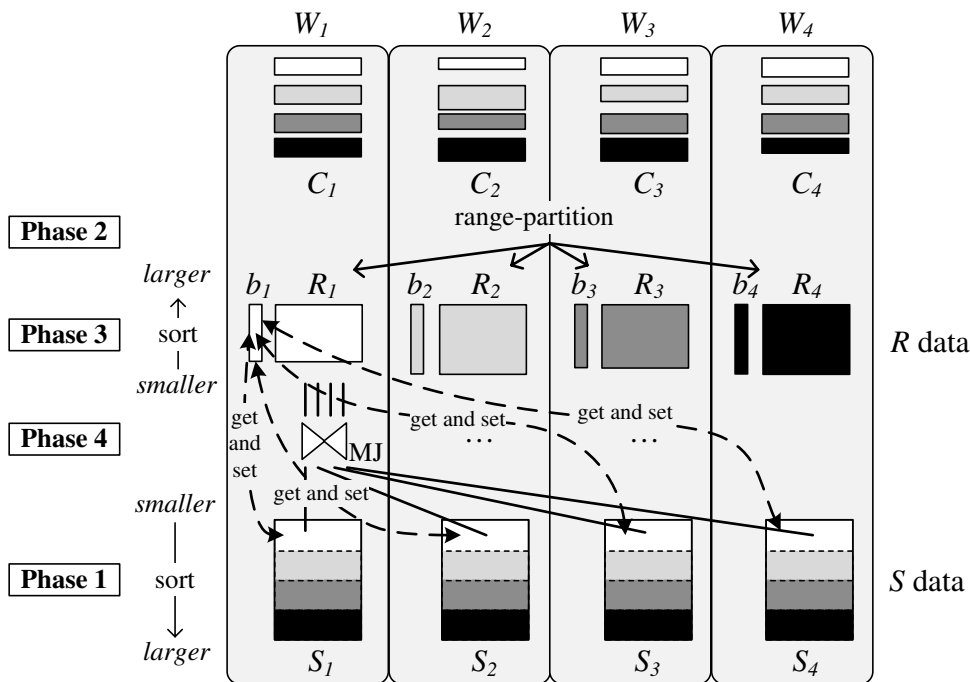 W1 W2 W3 W4
C1 C2 C3 C4
range-partition
Phase 2
larger
b1 R1 b2 R2 b3 R3 b4 R4
Phase 3
sort
R data
smaller
get and set
get and set
get
and
set
Phase 4
... ...
MJ
get and set
smaller
Phase 1
sort
S data
larger
S1 S2 S3 S4